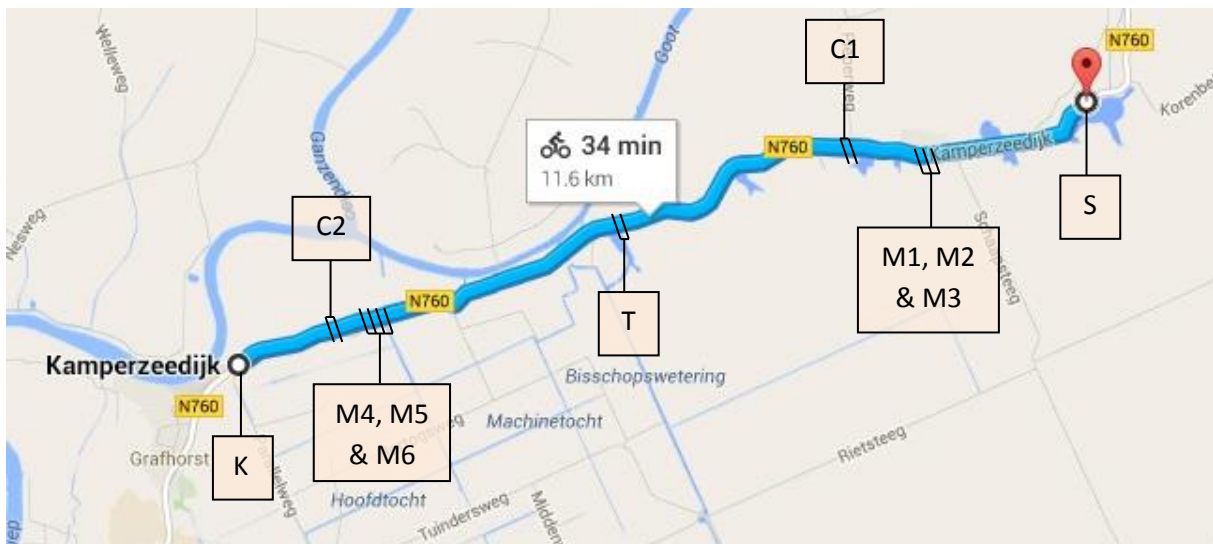 Welleweg
Goot
C1
N760
Korenbe
34 min
11.6 km
N760
Kamperzeedijk
Ganzendiep
Nesweg
C2
S
M1, M2
& M3
Schaapsteeg
N760
T
Kamperzeedijk
N760
Bisschopswetering
M4, M5
& M6
Machinetocht
K
Grafhorst
Rietsteeg
Hoofdtocht
Tuindersweg